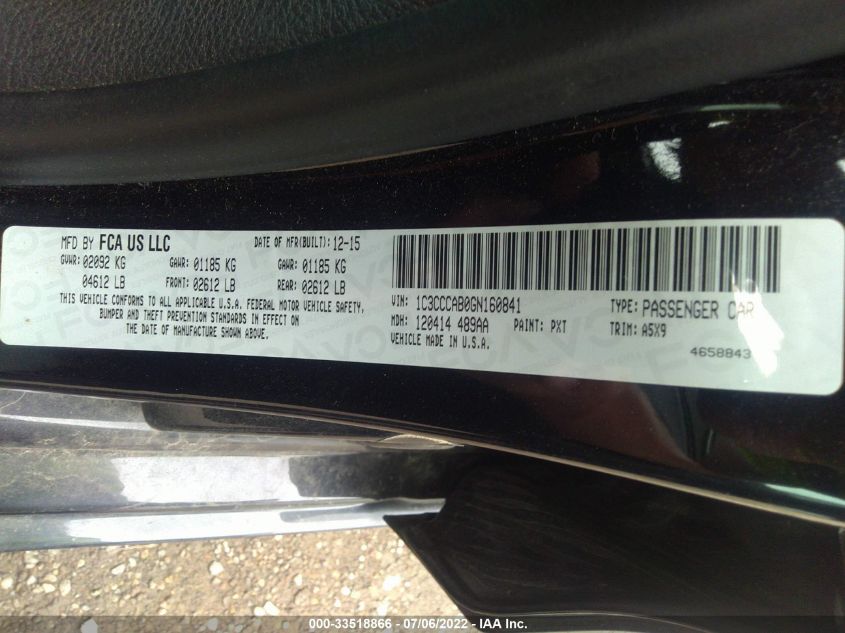 MFD BY FCA US LLC DATE OF MFR(BUILT): 12-15
GVWR: 02092 KG GAWR: 01185 KG GAWR: 01185 KG
04612 LB FRONT: 02612 LB REAR: 02612 LB
THIS VEHICLE CONFORMS TO ALL APPLICABLE U.S.A. FEDERAL MOTOR VEHICLE SAFETY,
BUMPER AND THEFT PREVENTION STANDARDS IN EFFECT ON
THE DATE OF MANUFACTURE SHOWN ABOVE.
VIN: 1C3CCCAB0GN160841 TYPE: PASSENGER CAR
MDH: 120414 489AA PAINT: PXT TRIM: A5X9
VEHICLE MADE IN U.S.A.
4658843
000-33518866 - 07/06/2022 - IAA Inc.